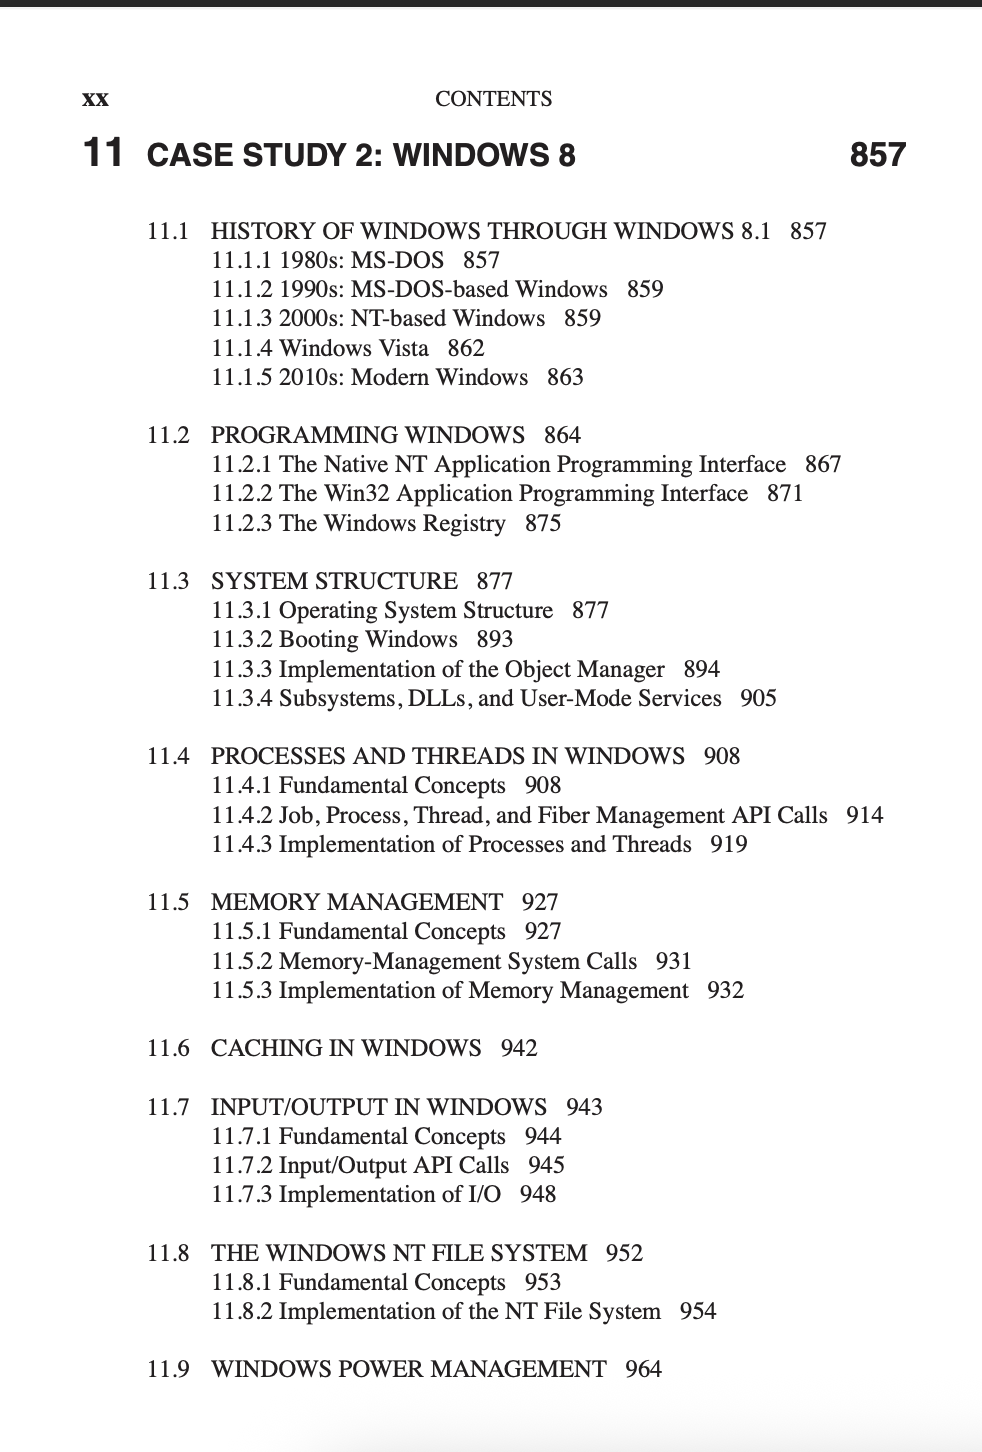 xx CONTENTS
11 CASE STUDY 2: WINDOWS 8 857
11.1 HISTORY OF WINDOWS THROUGH WINDOWS 8.1 857
11.1.1 1980s: MS-DOS 857
11.1.2 1990s: MS-DOS-based Windows 859
11.1.3 2000s: NT-based Windows 859
11.1.4 Windows Vista 862
11.1.5 2010s: Modern Windows 863
11.2 PROGRAMMING WINDOWS 864
11.2.1 The Native NT Application Programming Interface 867
11.2.2 The Win32 Application Programming Interface 871
11.2.3 The Windows Registry 875
11.3 SYSTEM STRUCTURE 877
11.3.1 Operating System Structure 877
11.3.2 Booting Windows 893
11.3.3 Implementation of the Object Manager 894
11.3.4 Subsystems, DLLs, and User-Mode Services 905
11.4 PROCESSES AND THREADS IN WINDOWS 908
11.4.1 Fundamental Concepts 908
11.4.2 Job, Process, Thread, and Fiber Management API Calls 914
11.4.3 Implementation of Processes and Threads 919
11.5 MEMORY MANAGEMENT 927
11.5.1 Fundamental Concepts 927
11.5.2 Memory-Management System Calls 931
11.5.3 Implementation of Memory Management 932
11.6 CACHING IN WINDOWS 942
11.7 INPUT/OUTPUT IN WINDOWS 943
11.7.1 Fundamental Concepts 944
11.7.2 Input/Output API Calls 945
11.7.3 Implementation of I/O 948
11.8 THE WINDOWS NT FILE SYSTEM 952
11.8.1 Fundamental Concepts 953
11.8.2 Implementation of the NT File System 954
11.9 WINDOWS POWER MANAGEMENT 964